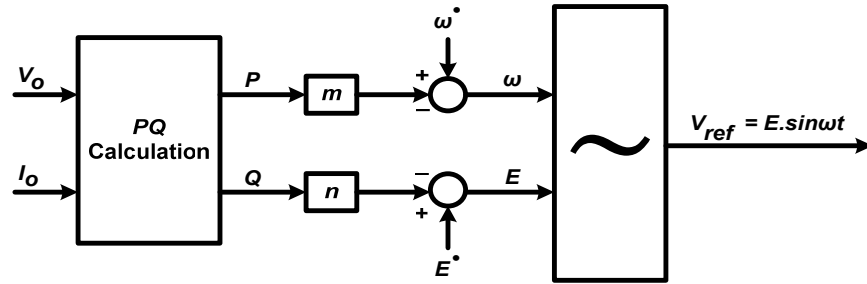 ω*
V_o
P
m
+
−
ω
PQ
Calculation
V_ref = E.sinωt
I_o
Q
n
−
+
E
E*